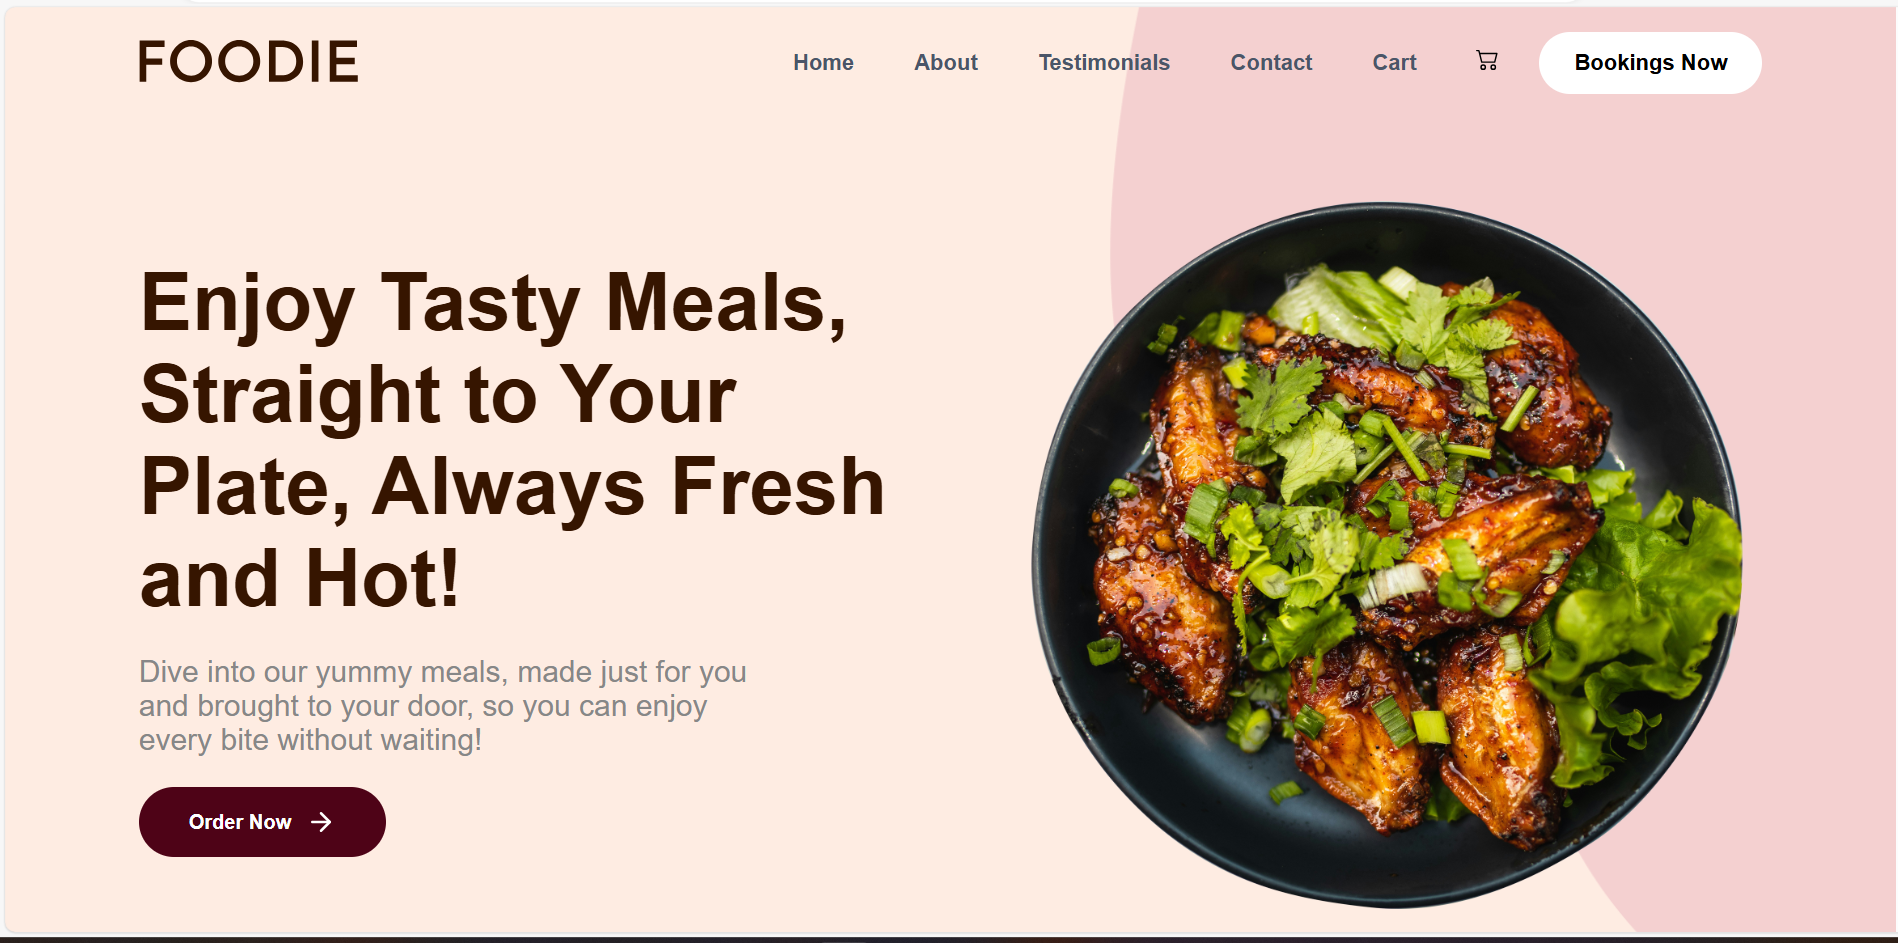 FOODIE
Home About Testimonials Contact Cart Bookings Now
Enjoy Tasty Meals,
Straight to Your
Plate, Always Fresh
and Hot!
Dive into our yummy meals, made just for you
and brought to your door, so you can enjoy
every bite without waiting!
Order Now